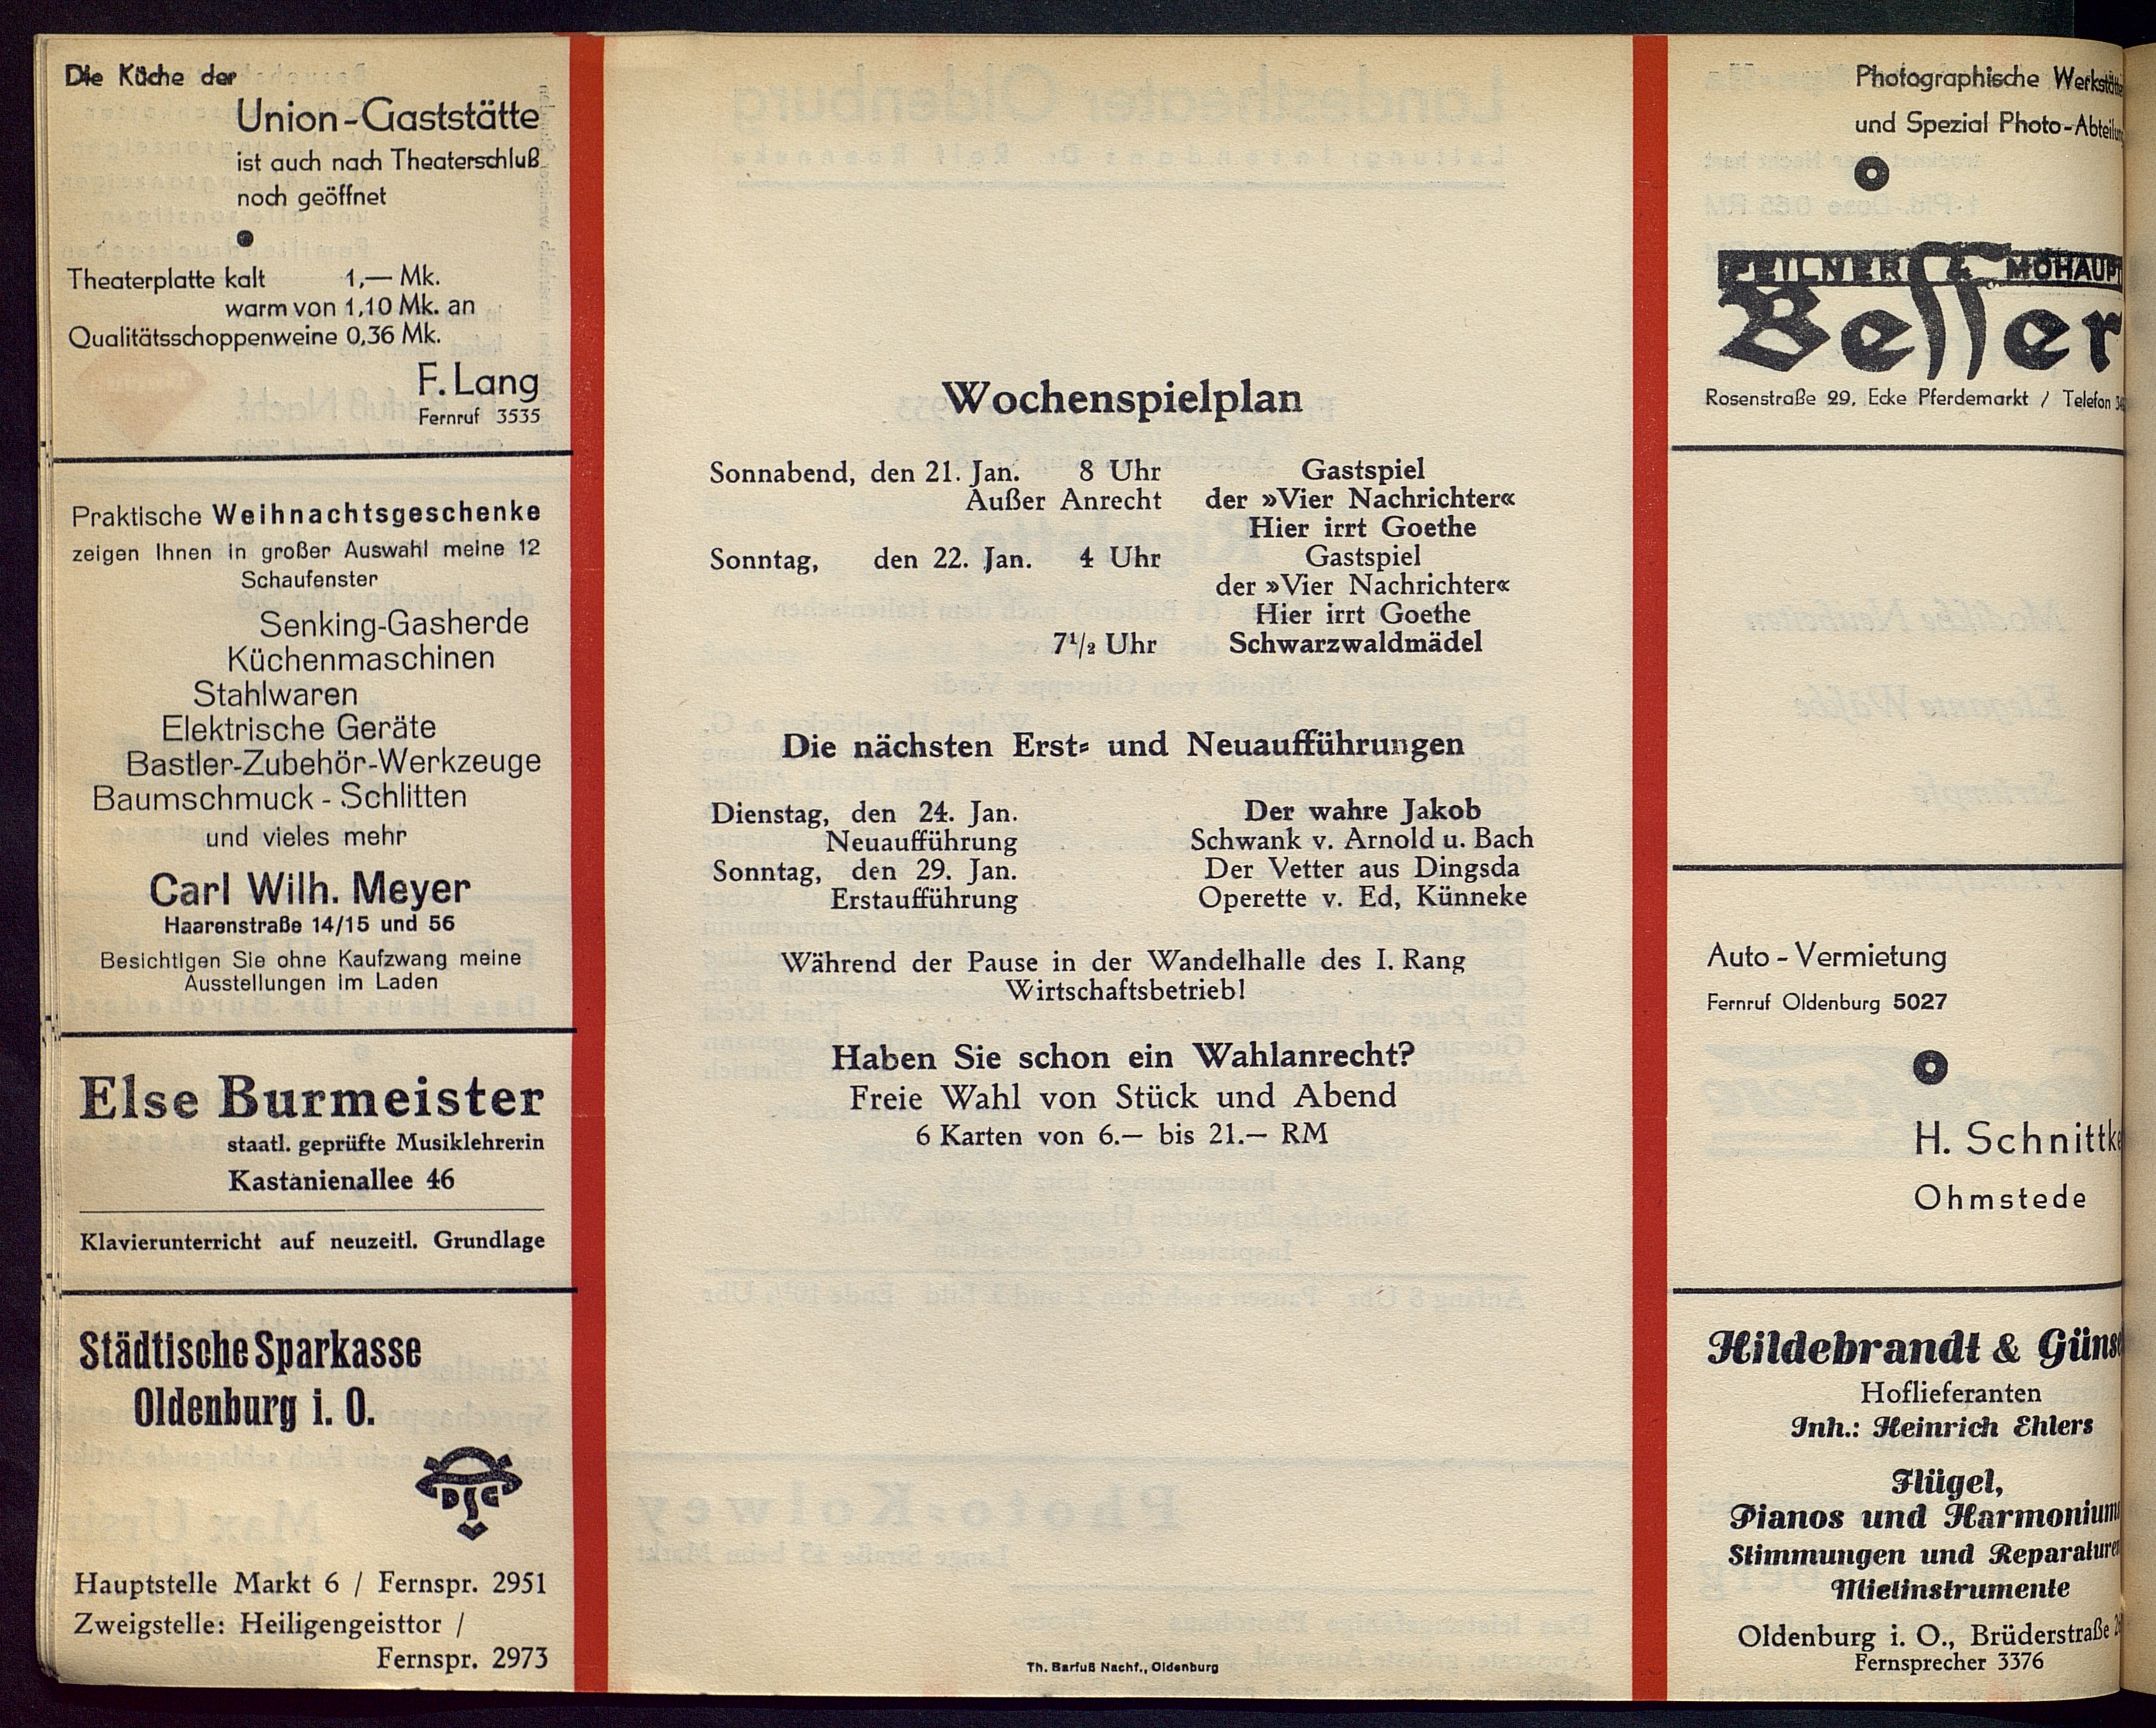 Die Küche der
Union-Gaststätte
ist auch nach Theaterschluß
noch geöffnet
Theaterplatte kalt 1,— Mk.
warm von 1,10 Mk. an
Qualitätsschoppenweine 0,36 Mk.
F. Lang
Fernruf 3535
Praktische Weihnachtsgeschenke
zeigen Ihnen in großer Auswahl meine 12
Schaufenster
Senking-Gasherde
Küchenmaschinen
Stahlwaren
Elektrische Geräte
Bastler-Zubehör-Werkzeuge
Baumschmuck - Schlitten
und vieles mehr
Carl Wilh. Meyer
Haarenstraße 14/15 und 56
Besichtigen Sie ohne Kaufzwang meine
Ausstellungen im Laden
Else Burmeister
staatl. geprüfte Musiklehrerin
Kastanienallee 46
Klavierunterricht auf neuzeitl. Grundlage
Städtische Sparkasse
Oldenburg i. O.
Hauptstelle Markt 6 / Fernspr. 2951
Zweigstelle: Heiligengeisttor /
Fernspr. 2973
Wochenspielplan
Sonnabend, den 21. Jan. 8 Uhr Gastspiel
Außer Anrecht der »Vier Nachrichter«
Hier irrt Goethe
Sonntag, den 22. Jan. 4 Uhr Gastspiel
der »Vier Nachrichter«
Hier irrt Goethe
7½ Uhr Schwarzwaldmädel
Die nächsten Erst- und Neuaufführungen
Dienstag, den 24. Jan. Der wahre Jakob
Neuaufführung Schwank v. Arnold u. Bach
Sonntag, den 29. Jan. Der Vetter aus Dingsda
Erstaufführung Operette v. Ed, Künneke
Während der Pause in der Wandelhalle des I. Rang
Wirtschaftsbetrieb!
Haben Sie schon ein Wahlanrecht?
Freie Wahl von Stück und Abend
6 Karten von 6.— bis 21.— RM
Th. Barfuß Nachf., Oldenburg
Photographische
und Spezial
FEILNER & MOHAUPT
Besser
Rosenstraße 29, Ecke Pferdemarkt / Telefon
Auto - Vermietung
Fernruf Oldenburg 5027
H.
Ohmstede
Hildebrandt &
Hoflieferanten
Inh.: Heinrich Ehlers
Flügel,
Pianos und
Stimmungen und
Mietinstrumente
Oldenburg i. O., Brüderstraße
Fernsprecher 3376